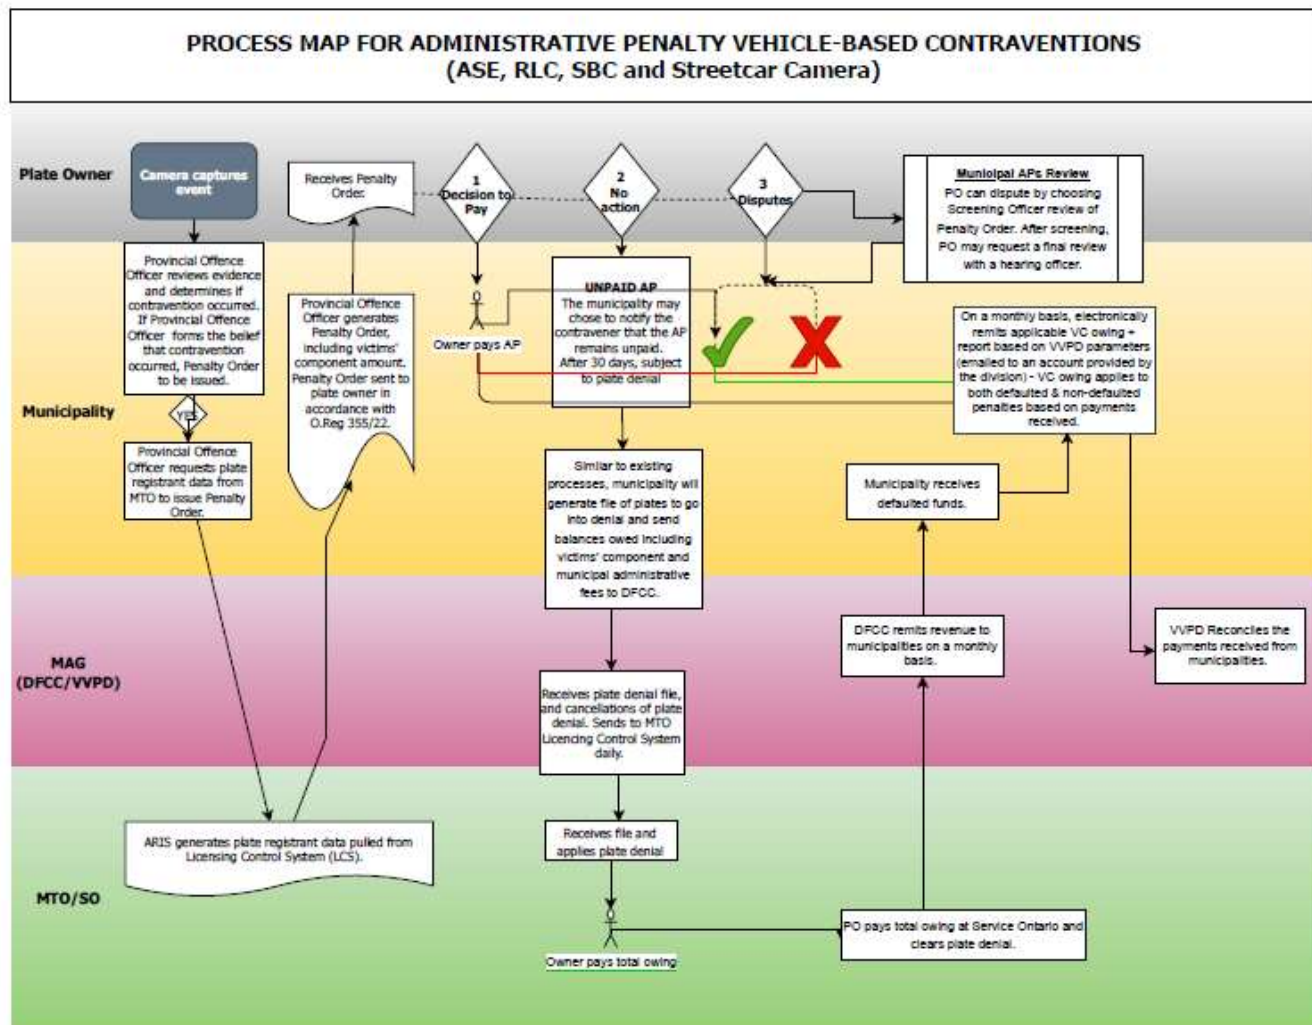 PROCESS MAP FOR ADMINISTRATIVE PENALTY VEHICLE-BASED CONTRAVENTIONS
(ASE, RLC, SBC and Streetcar Camera)
Plate Owner
Camera captures
event
Receives Penalty
Order.
1
Decision to
Pay
2
No
action
3
Disputes
Municipal APs Review
PO can dispute by choosing
Screening Officer review of
Penalty Order. After screening,
PO may request a final review
with a hearing officer.
Municipality
Provincial Offence
Officer reviews evidence
and determines if
contravention occurred.
If Provincial Offence
Officer forms the belief
that contravention
occurred, Penalty Order
to be issued.
YES
Provincial Offence
Officer requests plate
registrant data from
MTO to issue Penalty
Order.
Provincial Offence
Officer generates
Penalty Order,
including victims'
component amount.
Penalty Order sent to
plate owner in
accordance with
O.Reg 355/22.
Owner pays AP
UNPAID AP
The municipality may
chose to notify the
contravener that the AP
remains unpaid.
After 30 days, subject
to plate denial
Similar to existing
processes, municipality will
generate file of plates to go
into denial and send
balances owed including
victims' component and
municipal administrative
fees to DFCC.
On a monthly basis, electronically
remits applicable VC owing +
report based on VVPD parameters
(emailed to an account provided by
the division) - VC owing applies to
both defaulted & non-defaulted
penalties based on payments
received.
Municipality receives
defaulted funds.
MAG
(DFCC/VVPD)
Receives plate denial file,
and cancellations of plate
denial. Sends to MTO
Licencing Control System
daily.
DFCC remits revenue to
municipalities on a monthly
basis.
VVPD Reconciles the
payments received from
municipalities.
MTO/SO
ARIS generates plate registrant data pulled from
Licensing Control System (LCS).
Receives file and
applies plate denial
Owner pays total owing
PO pays total owing at Service Ontario and
clears plate denial.